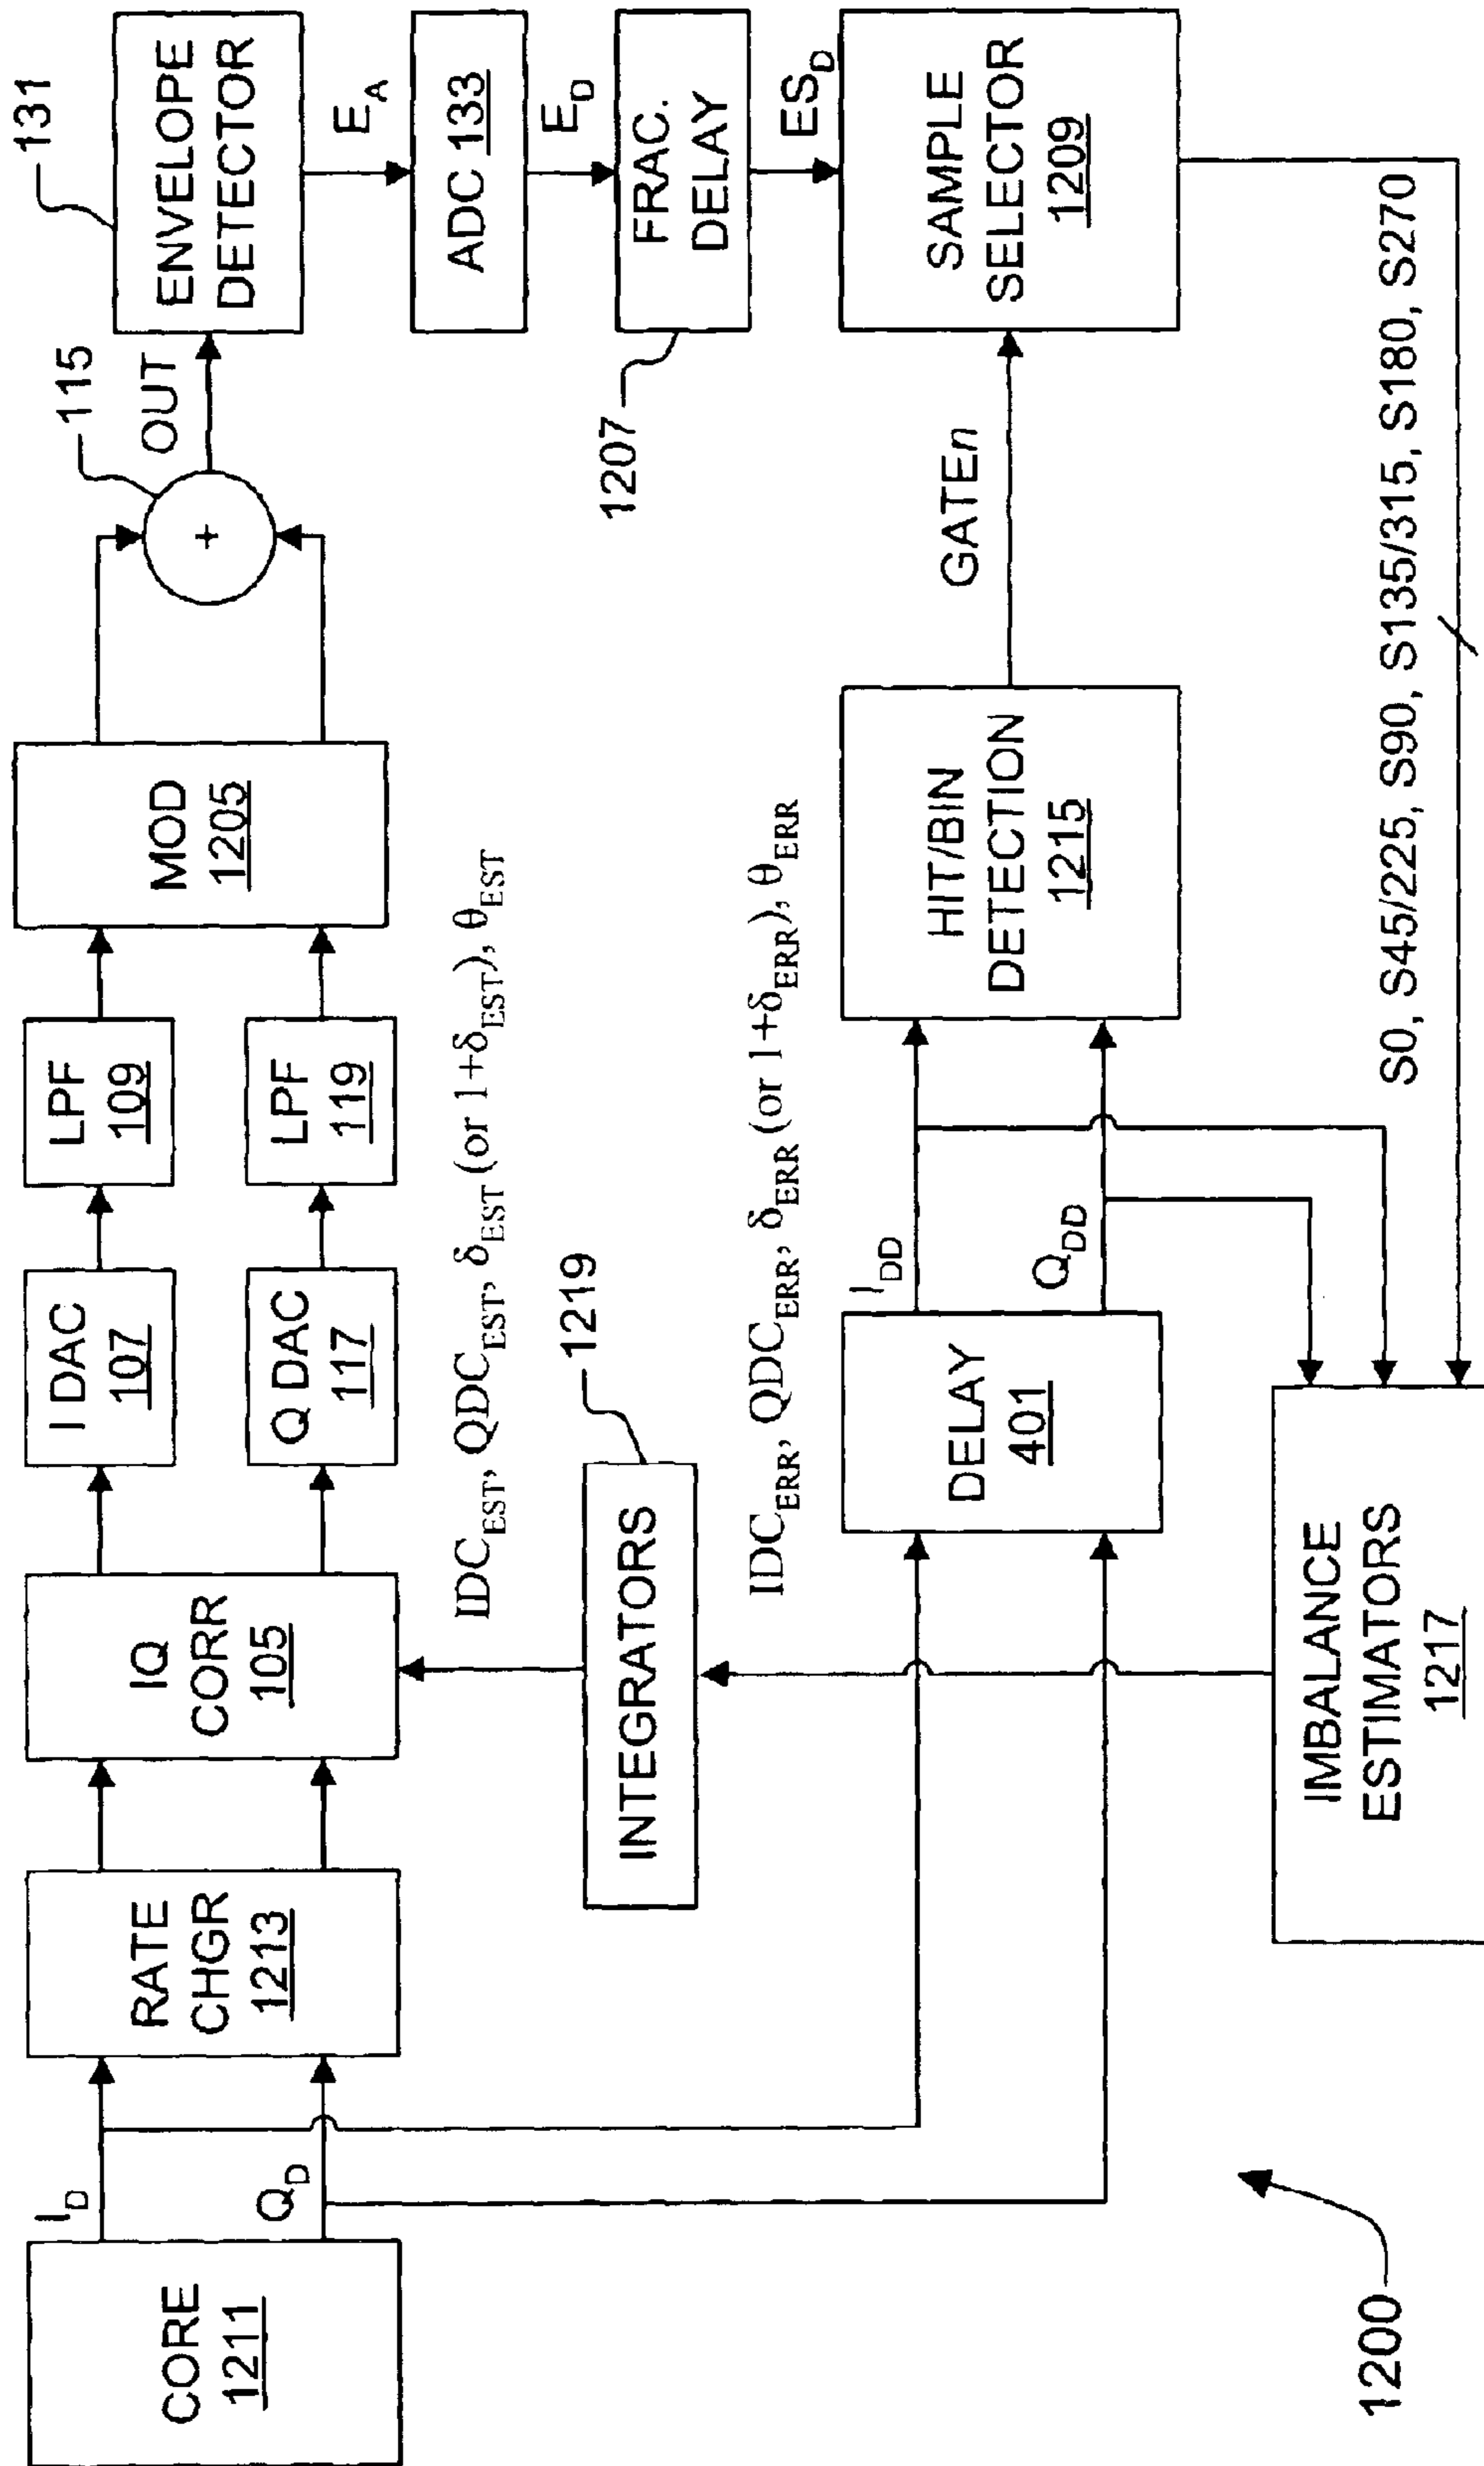 CORE
1211
I_D
Q_D
RATE
CHGR
1213
IQ
CORR
105
I DAC
107
Q DAC
117
LPF
109
LPF
119
MOD
1205
+
115
OUT
131
ENVELOPE
DETECTOR
E_A
ADC 133
E_D
FRAC.
DELAY
1207
ES_D
SAMPLE
SELECTOR
1209
IDC_EST, QDC_EST, δ_EST (or 1+δ_EST), θ_EST
INTEGRATORS
1219
IDC_ERR, QDC_ERR, δ_ERR (or 1+δ_ERR), θ_ERR
DELAY
401
I_DD
Q_DD
HIT/BIN
DETECTION
1215
GATEn
S0, S45/225, S90, S135/315, S180, S270
IMBALANCE
ESTIMATORS
1217
1200